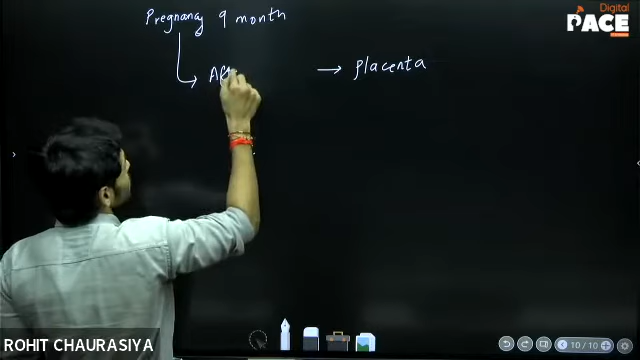 Pregnancy 9 month
Digital
PACE
→ placenta
ROHIT CHAURASIYA
10 / 10